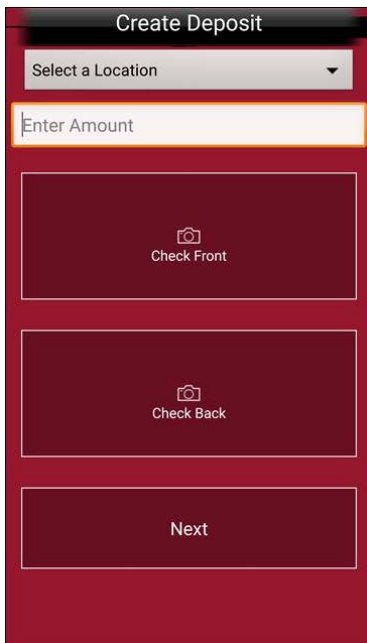 Create Deposit
Select a Location
Enter Amount
Check Front
Check Back
Next